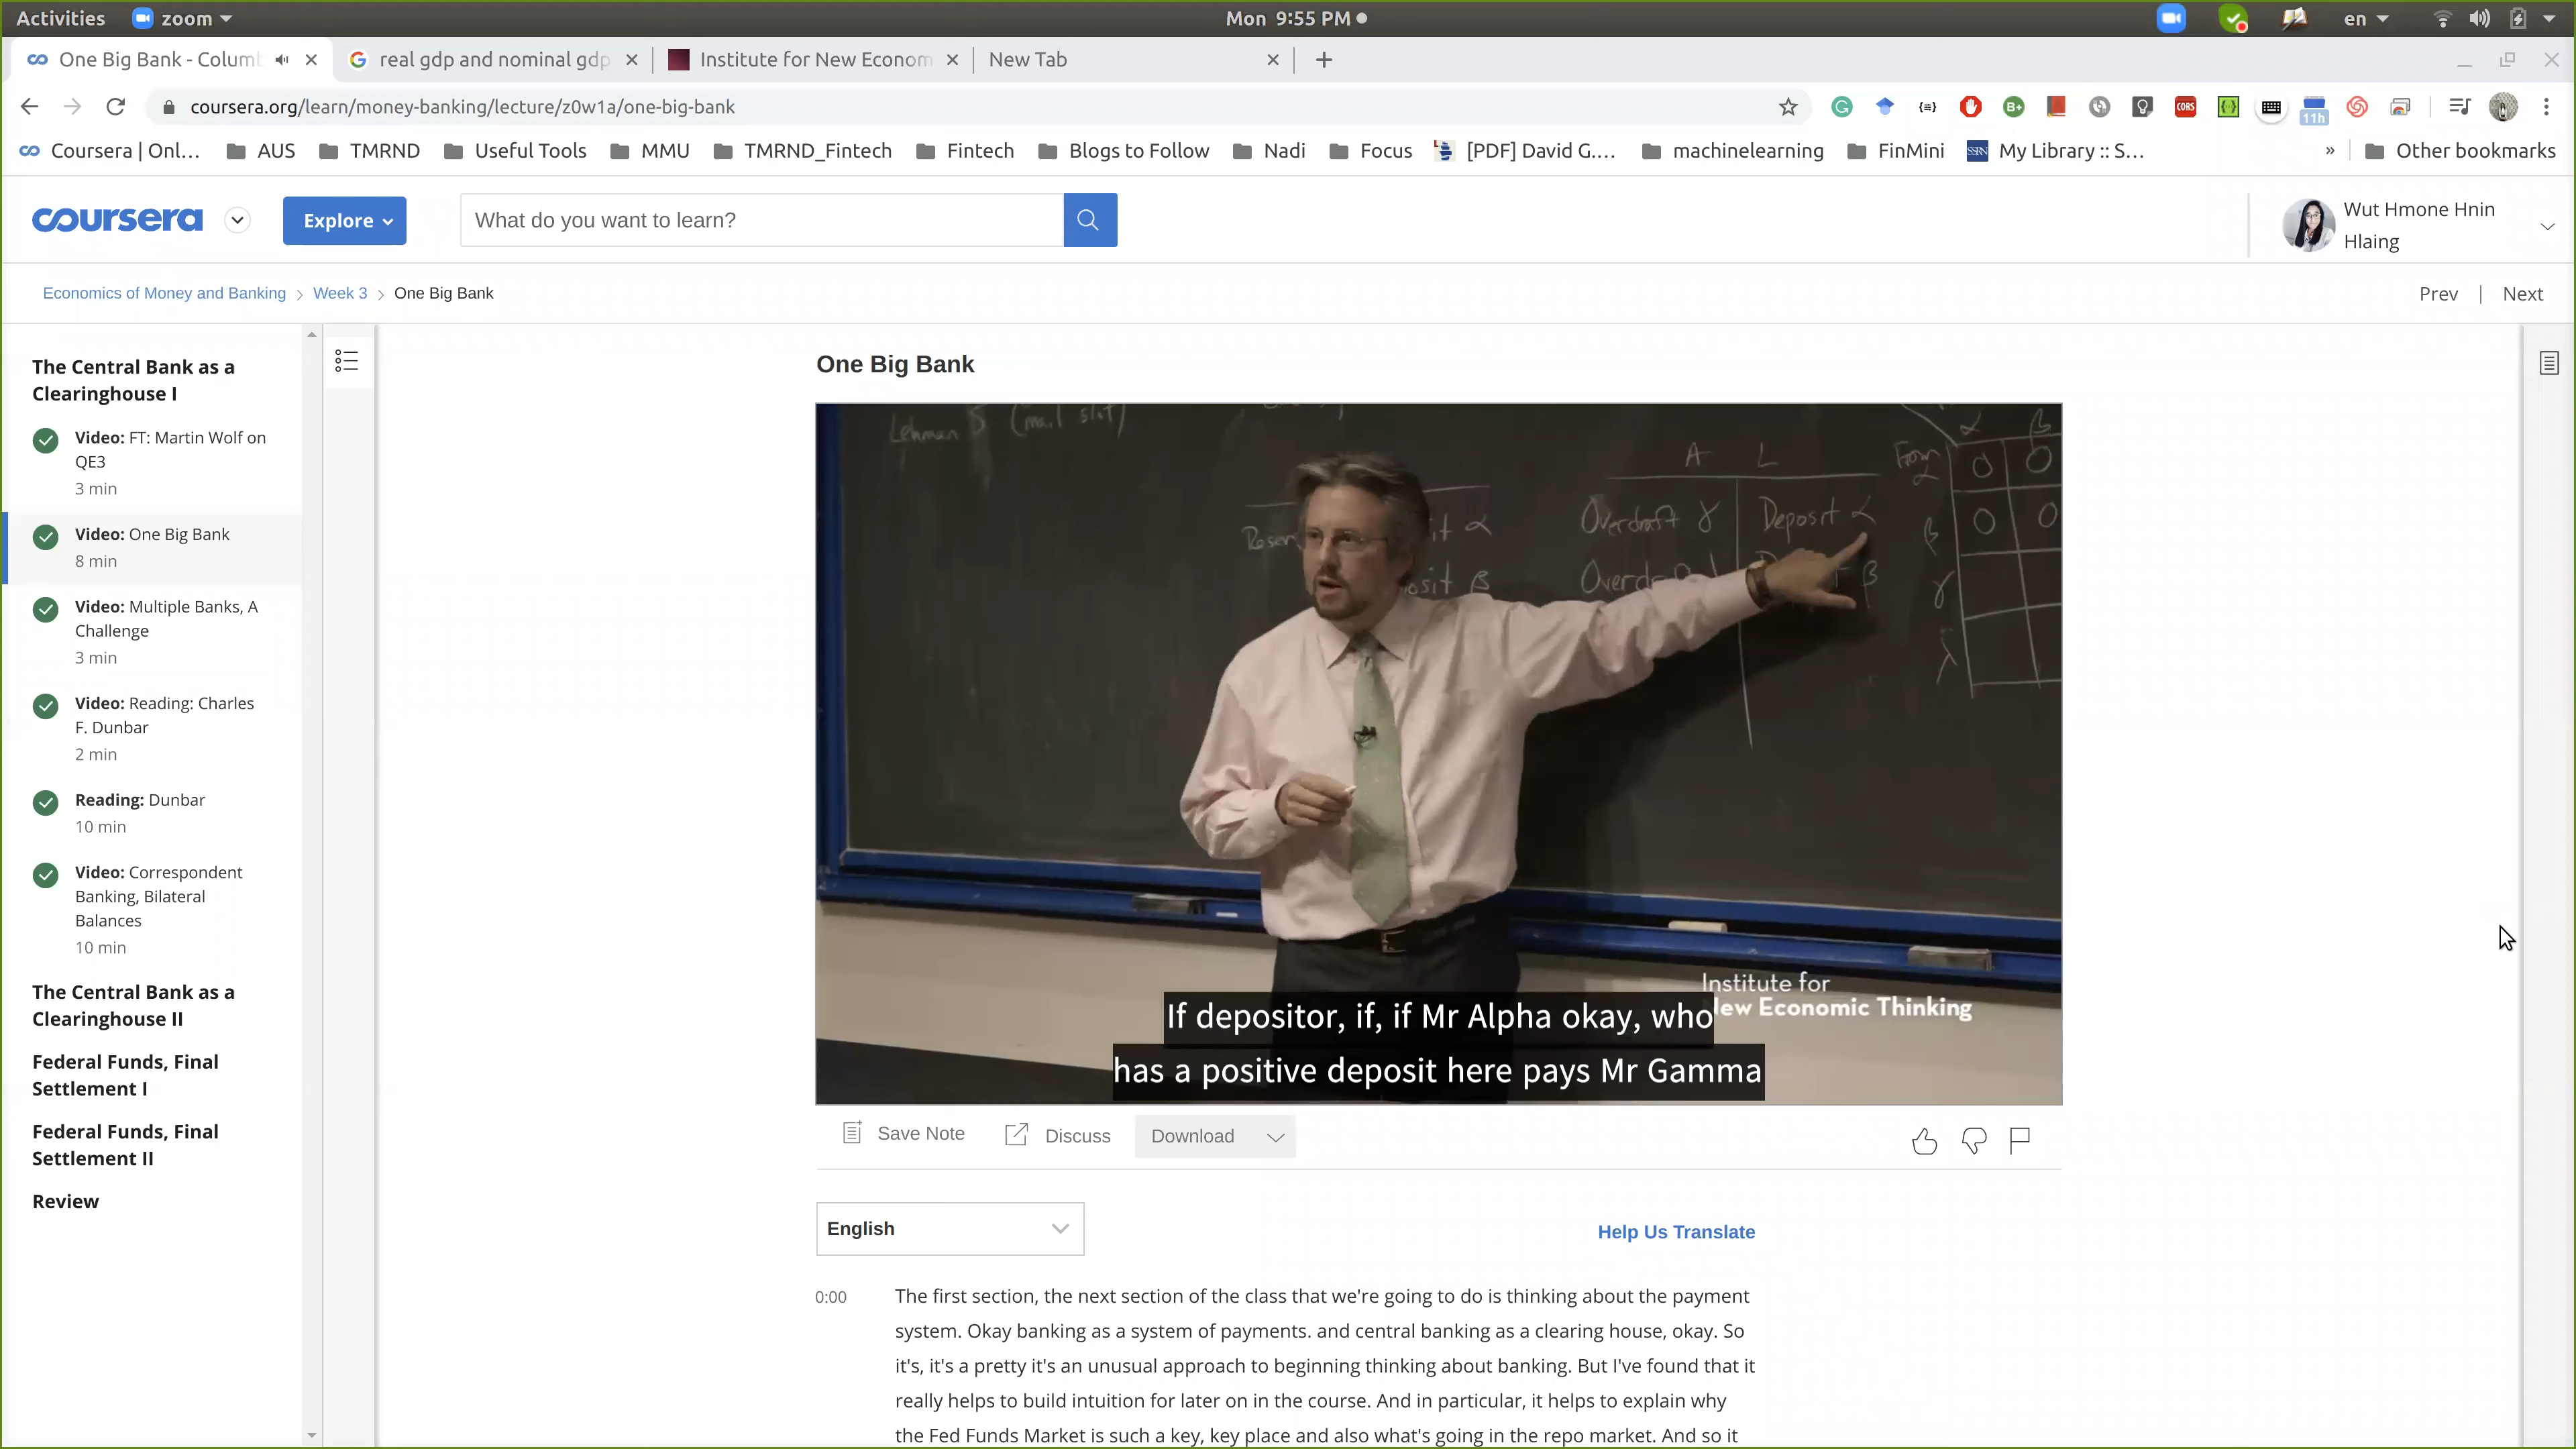 Activities
zoom
Mon 9:55 PM
en
One Big Bank - Colum
real gdp and nominal gdp
Institute for New Econom
New Tab
coursera.org/learn/money-banking/lecture/z0w1a/one-big-bank
CORS
11h
Coursera | Onl...
AUS
TMRND
Useful Tools
MMU
TMRND_Fintech
Fintech
Blogs to Follow
Nadi
Focus
[PDF] David G....
machinelearning
FinMini
SSRN
My Library :: S...
»
Other bookmarks
coursera
Explore
What do you want to learn?
Wut Hmone Hnin
Hlaing
Economics of Money and Banking > Week 3 > One Big Bank
Prev | Next
The Central Bank as a
Clearinghouse I
Video: FT: Martin Wolf on
QE3
3 min
Video: One Big Bank
8 min
Video: Multiple Banks, A
Challenge
3 min
Video: Reading: Charles
F. Dunbar
2 min
Reading: Dunbar
10 min
Video: Correspondent
Banking, Bilateral
Balances
10 min
The Central Bank as a
Clearinghouse II
Federal Funds, Final
Settlement I
Federal Funds, Final
Settlement II
Review
One Big Bank
Lehman 5 (mail slot)
A L
Overdraft γ Deposit α
From α 0 0
β 0 0
γ
λ
β
Institute for
New Economic Thinking
If depositor, if, if Mr Alpha okay, who
has a positive deposit here pays Mr Gamma
Save Note
Discuss
Download
English
Help Us Translate
0:00
The first section, the next section of the class that we're going to do is thinking about the payment
system. Okay banking as a system of payments. and central banking as a clearing house, okay. So
it's, it's a pretty it's an unusual approach to beginning thinking about banking. But I've found that it
really helps to build intuition for later on in the course. And in particular, it helps to explain why
the Fed Funds Market is such a key, key place and also what's going in the repo market. And so it